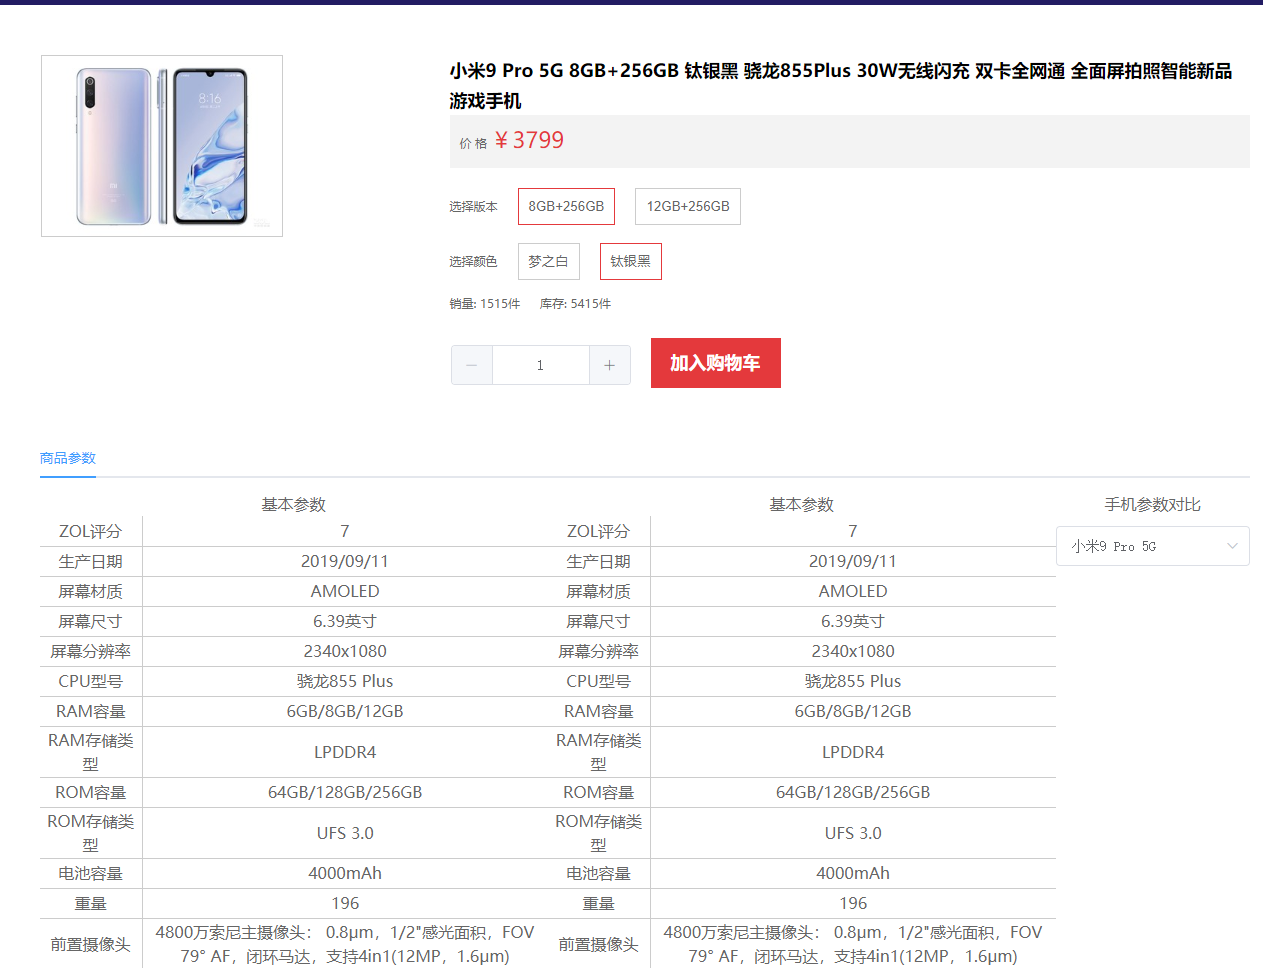 8:16
小米9 Pro 5G 8GB+256GB 钛银黑 骁龙855Plus 30W无线闪充 双卡全网通 全面屏拍照智能新品
游戏手机
价 格 ￥3799
选择版本 8GB+256GB 12GB+256GB
选择颜色 梦之白 钛银黑
销量: 1515件 库存: 5415件
− 1 + 加入购物车
商品参数
基本参数 基本参数 手机参数对比
ZOL评分 7 ZOL评分 7
小米9 Pro 5G
生产日期 2019/09/11 生产日期 2019/09/11
屏幕材质 AMOLED 屏幕材质 AMOLED
屏幕尺寸 6.39英寸 屏幕尺寸 6.39英寸
屏幕分辨率 2340x1080 屏幕分辨率 2340x1080
CPU型号 骁龙855 Plus CPU型号 骁龙855 Plus
RAM容量 6GB/8GB/12GB RAM容量 6GB/8GB/12GB
RAM存储类
型 LPDDR4 RAM存储类
型 LPDDR4
ROM容量 64GB/128GB/256GB ROM容量 64GB/128GB/256GB
ROM存储类
型 UFS 3.0 ROM存储类
型 UFS 3.0
电池容量 4000mAh 电池容量 4000mAh
重量 196 重量 196
前置摄像头 4800万索尼主摄像头： 0.8μm，1/2"感光面积，FOV
79° AF，闭环马达，支持4in1(12MP，1.6μm)
前置摄像头 4800万索尼主摄像头： 0.8μm，1/2"感光面积，FOV
79° AF，闭环马达，支持4in1(12MP，1.6μm)